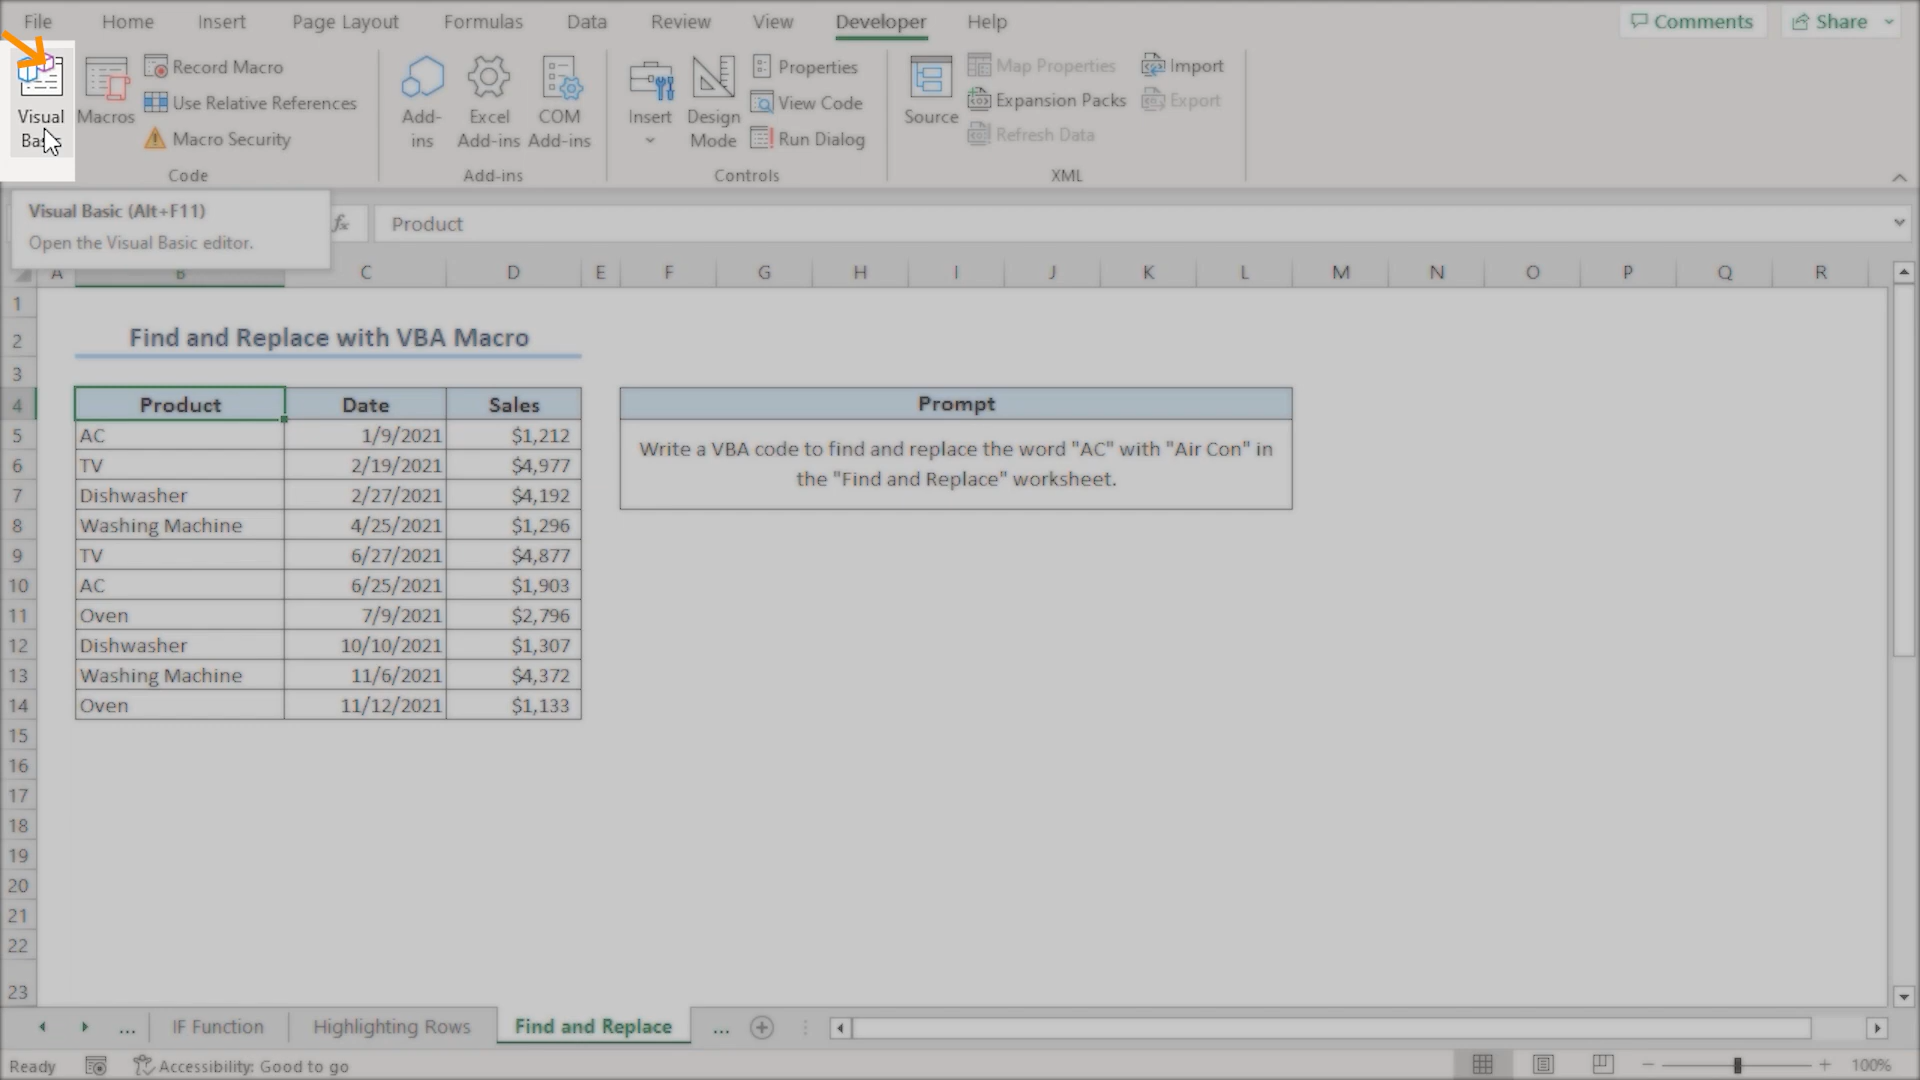 File Home Insert Page Layout Formulas Data Review View Developer Help Comments Share
Visual Basic
Macros
Record Macro
Use Relative References
Macro Security
Code
Add-ins
Excel Add-ins
COM Add-ins
Add-ins
Insert
Design Mode
Properties
View Code
Run Dialog
Controls
Source
Map Properties
Expansion Packs
Refresh Data
Import
Export
XML
Visual Basic (Alt+F11)
Open the Visual Basic editor.
fx Product
A B C D E F G H I J K L M N O P Q R
1
2 Find and Replace with VBA Macro
3
4 Product Date Sales Prompt
5 AC 1/9/2021 $1,212
Write a VBA code to find and replace the word "AC" with "Air Con" in
6 TV 2/19/2021 $4,977
the "Find and Replace" worksheet.
7 Dishwasher 2/27/2021 $4,192
8 Washing Machine 4/25/2021 $1,296
9 TV 6/27/2021 $4,877
10 AC 6/25/2021 $1,903
11 Oven 7/9/2021 $2,796
12 Dishwasher 10/10/2021 $1,307
13 Washing Machine 11/6/2021 $4,372
14 Oven 11/12/2021 $1,133
15
16
17
18
19
20
21
22
23
... IF Function Highlighting Rows Find and Replace ...
Ready Accessibility: Good to go 100%